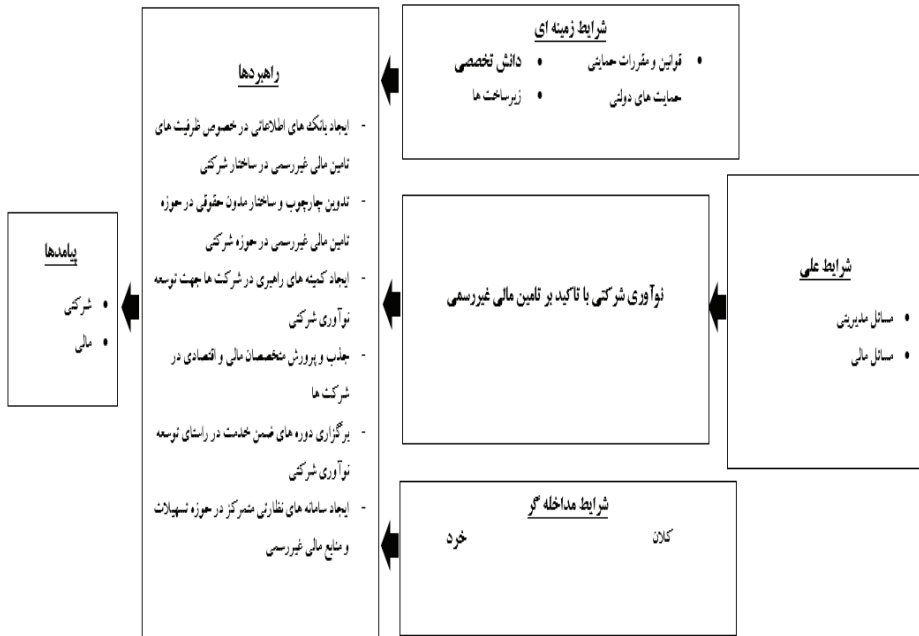 شرایط زمینه ای
• قوانین و مقررات حمایتی
• دانش تخصصی
حمایت های دولتی
• زیرساخت ها
شرایط علی
• مسائل مدیریتی
• مسائل مالی
نوآوری شرکتی با تاکید بر تامین مالی غیررسمی
شرایط مداخله گر
کلان
خرد
راهبردها
- ایجاد بانک های اطلاعاتی در خصوص ظرفیت های
تامین مالی غیررسمی در ساختار شرکتی
- تدوین چارچوب و ساختار مدون حقوقی در حوزه
تامین مالی غیررسمی در حوزه شرکتی
- ایجاد کمیته های راهبری در شرکت ها جهت توسعه
نوآوری شرکتی
- جذب و پرورش متخصصان مالی و اقتصادی در
شرکت ها
- برگزاری دوره های ضمن خدمت در راستای توسعه
نوآوری شرکتی
- ایجاد سامانه های نظارتی متمرکز در حوزه تسهیلات
و منابع مالی غیررسمی
پیامدها
• شرکتی
• مالی